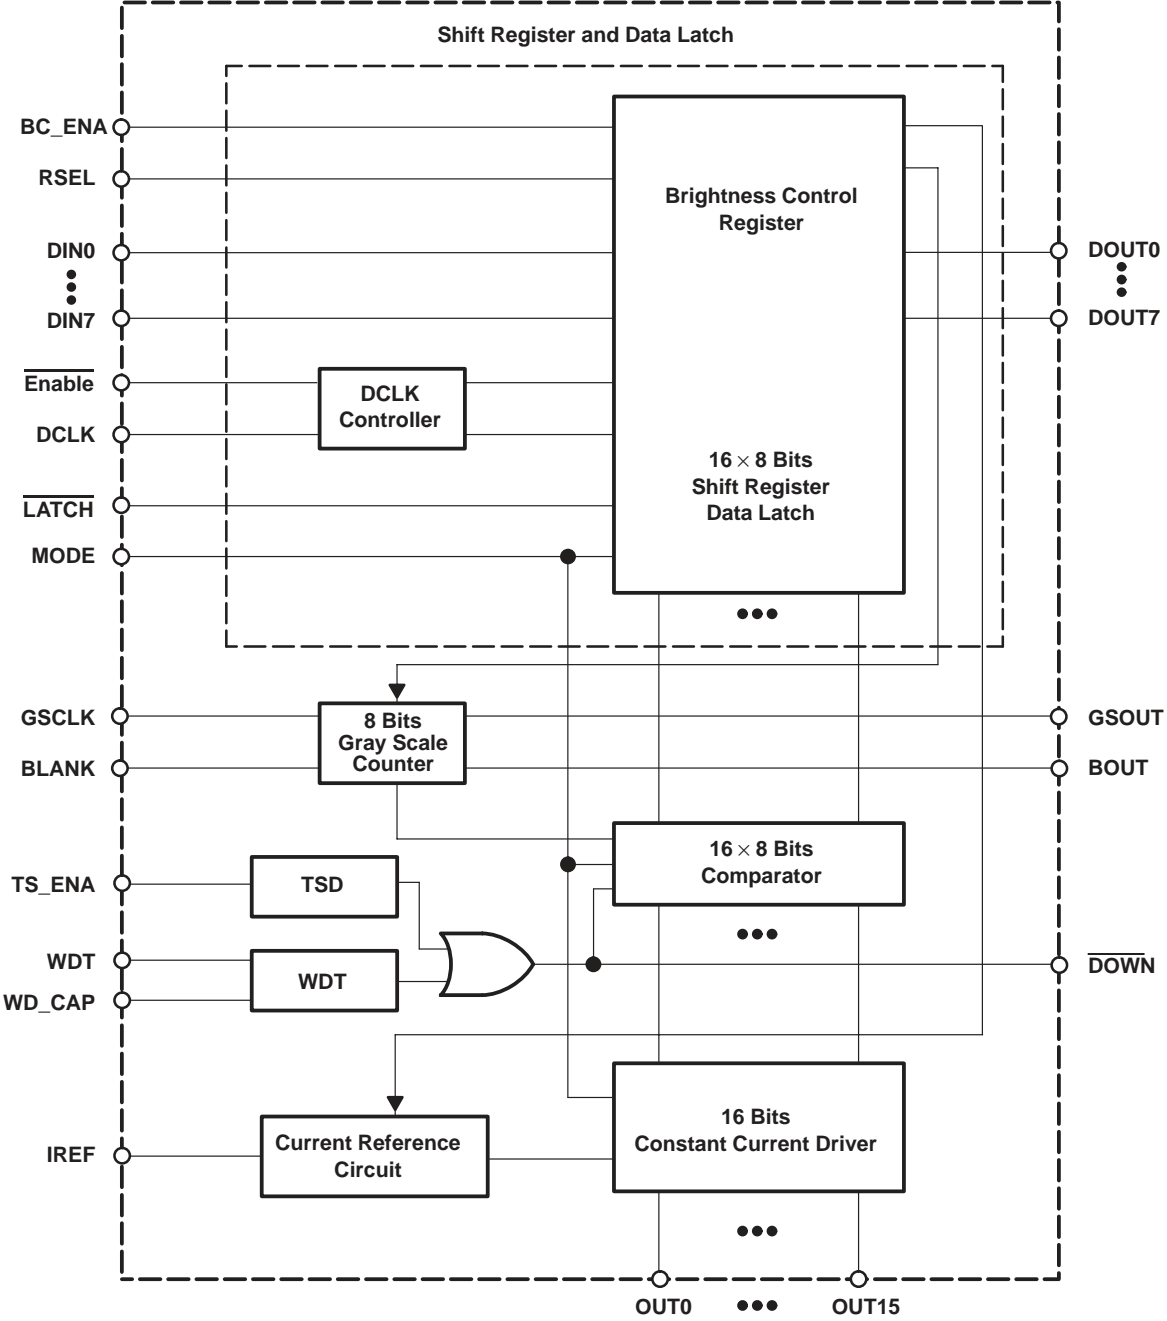 Shift Register and Data Latch
BC_ENA
RSEL
DIN0
DIN7
Enable
DCLK
LATCH
MODE
Brightness Control
Register
DCLK
Controller
16 × 8 Bits
Shift Register
Data Latch
DOUT0
DOUT7
GSCLK
BLANK
8 Bits
Gray Scale
Counter
GSOUT
BOUT
16 × 8 Bits
Comparator
TS_ENA
TSD
WDT
WD_CAP
WDT
DOWN
IREF
Current Reference
Circuit
16 Bits
Constant Current Driver
OUT0
OUT15